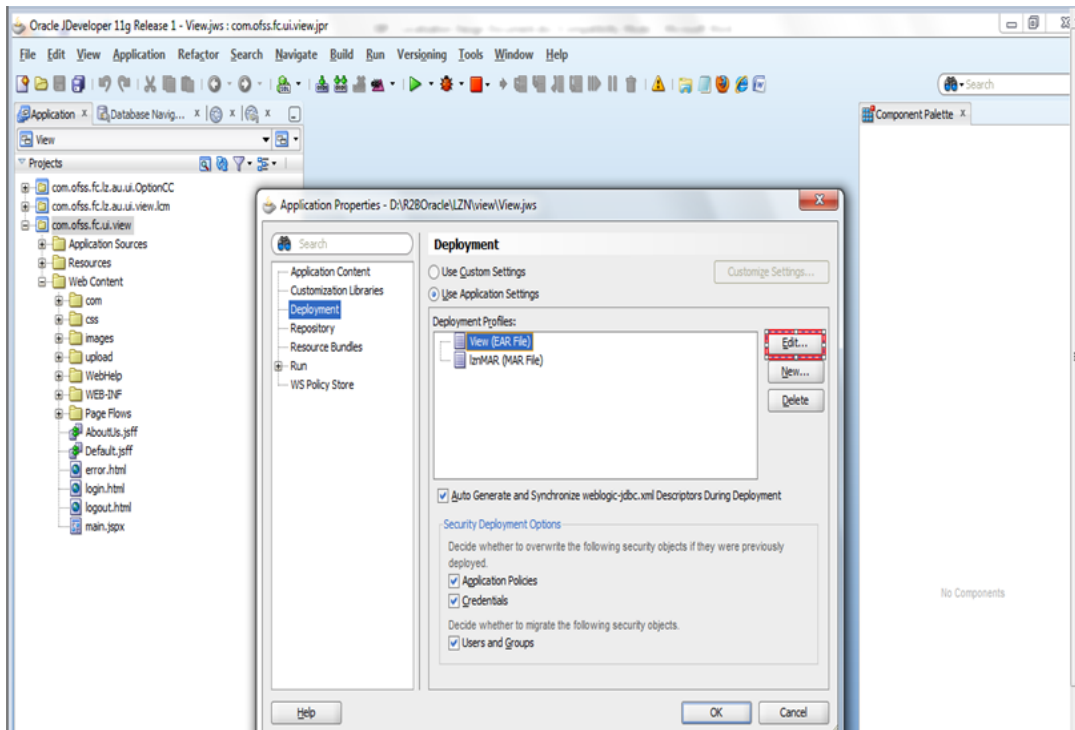 Oracle JDeveloper 11g Release 1 - View.jws : com.ofss.fc.ui.view.jpr
File Edit View Application Refactor Search Navigate Build Run Versioning Tools Window Help
Search
Application x Database Navig... x x x
Component Palette x
View
Projects
com.ofss.fc.lz.au.ui.OptionCC
com.ofss.fc.lz.au.ui.view.lcm
com.ofss.fc.ui.view
Application Sources
Resources
Web Content
com
css
images
upload
WebHelp
WEB-INF
Page Flows
AboutUs.jsff
Default.jsff
error.html
login.html
logout.html
main.jspx
Application Properties - D:\R2BOracle\LZN\view\View.jws
Search
Application Content
Customization Libraries
Deployment
Repository
Resource Bundles
Run
WS Policy Store
Deployment
Use Custom Settings
Customize Settings...
Use Application Settings
Deployment Profiles:
View (EAR File)
lznMAR (MAR File)
Edit...
New...
Delete
Auto Generate and Synchronize weblogic-jdbc.xml Descriptors During Deployment
Security Deployment Options
Decide whether to overwrite the following security objects if they were previously
deployed.
Application Policies
Credentials
Decide whether to migrate the following security objects.
Users and Groups
Help
OK
Cancel
No Components